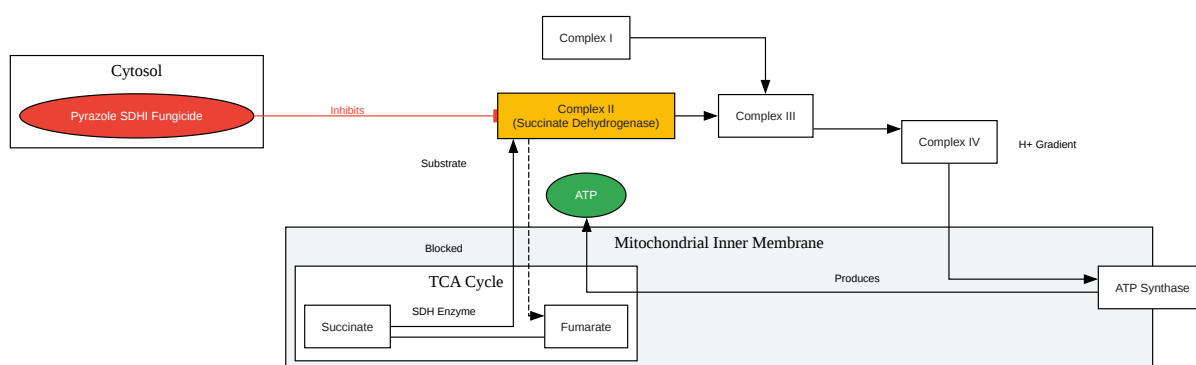 Complex I
Cytosol
Pyrazole SDHI Fungicide
Inhibits
Complex II
(Succinate Dehydrogenase)
Complex III
Complex IV
H+ Gradient
Substrate
ATP
Mitochondrial Inner Membrane
Blocked
TCA Cycle
Produces
ATP Synthase
SDH Enzyme
Succinate
Fumarate